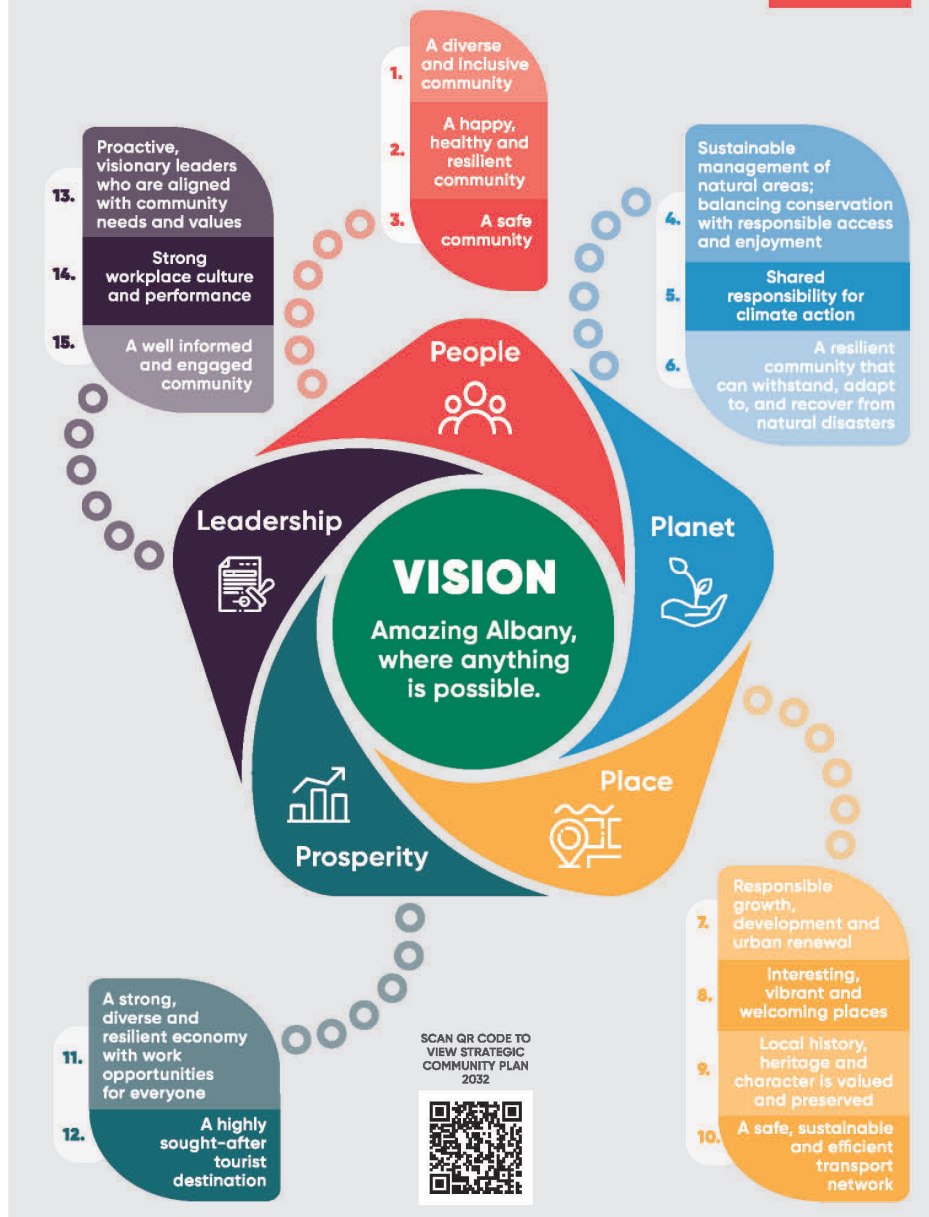 1.
A diverse
and inclusive
community
2.
A happy,
healthy and
resilient
community
3.
A safe
community
13.
Proactive,
visionary leaders
who are aligned
with community
needs and values
14.
Strong
workplace culture
and performance
15.
A well informed
and engaged
community
4.
Sustainable
management of
natural areas;
balancing conservation
with responsible access
and enjoyment
5.
Shared
responsibility for
climate action
6.
A resilient
community that
can withstand, adapt
to, and recover from
natural disasters
People
Leadership
Planet
VISION
Amazing Albany,
where anything
is possible.
Place
Prosperity
7.
Responsible
growth,
development and
urban renewal
8.
Interesting,
vibrant and
welcoming places
9.
Local history,
heritage and
character is valued
and preserved
10.
A safe, sustainable
and efficient
transport
network
11.
A strong,
diverse and
resilient economy
with work
opportunities
for everyone
12.
A highly
sought-after
tourist
destination
SCAN QR CODE TO
VIEW STRATEGIC
COMMUNITY PLAN
2032